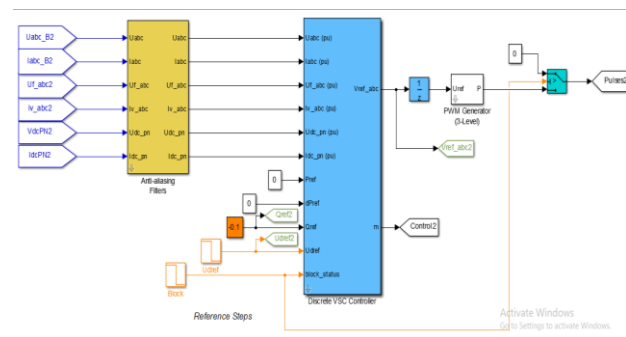 Uabc_B2
Iabc_B2
Uf_abc2
Iv_abc2
VdcPN2
IdcPN2
Uabc Uabc
Iabc Iabc
Uf_abc Uf_abc
Iv_abc Iv_abc
Udc_pn Udc_pn
Idc_pn Idc_pn
Anti-aliasing
Filters
Uabc (pu)
Iabc (pu)
Uf_abc (pu)
Iv_abc (pu)
Udc_pn (pu)
Idc_pn (pu)
Pref
dPref
Qref
Udref
block_status
Vref_abc
m
Discrete VSC Controller
0
0
-0.1
Qref2
Udref2
Udref
Block
Reference Steps
1
z
Uref P
PWM Generator
(3-Level)
0
Pulses2
Vref_abc2
Control2
Activate Windows
Go to Settings to activate Windows.